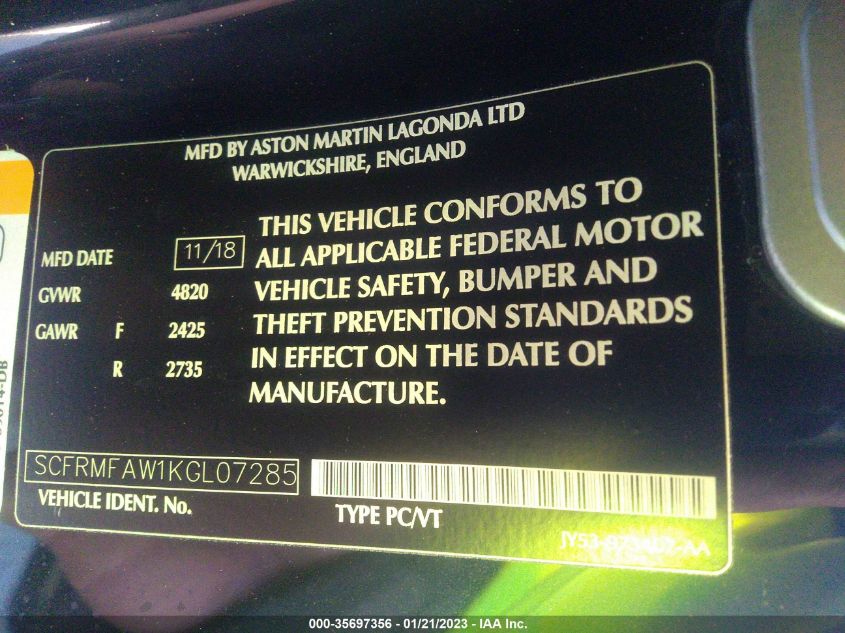 MFD BY ASTON MARTIN LAGONDA LTD
WARWICKSHIRE, ENGLAND
MFD DATE 11/18
GVWR 4820
GAWR F 2425
R 2735
THIS VEHICLE CONFORMS TO
ALL APPLICABLE FEDERAL MOTOR
VEHICLE SAFETY, BUMPER AND
THEFT PREVENTION STANDARDS
IN EFFECT ON THE DATE OF
MANUFACTURE.
SCFRMFAW1KGL07285
VEHICLE IDENT. No.
TYPE PC/VT
000-35697356 / 01/21/2023 / IAA Inc.